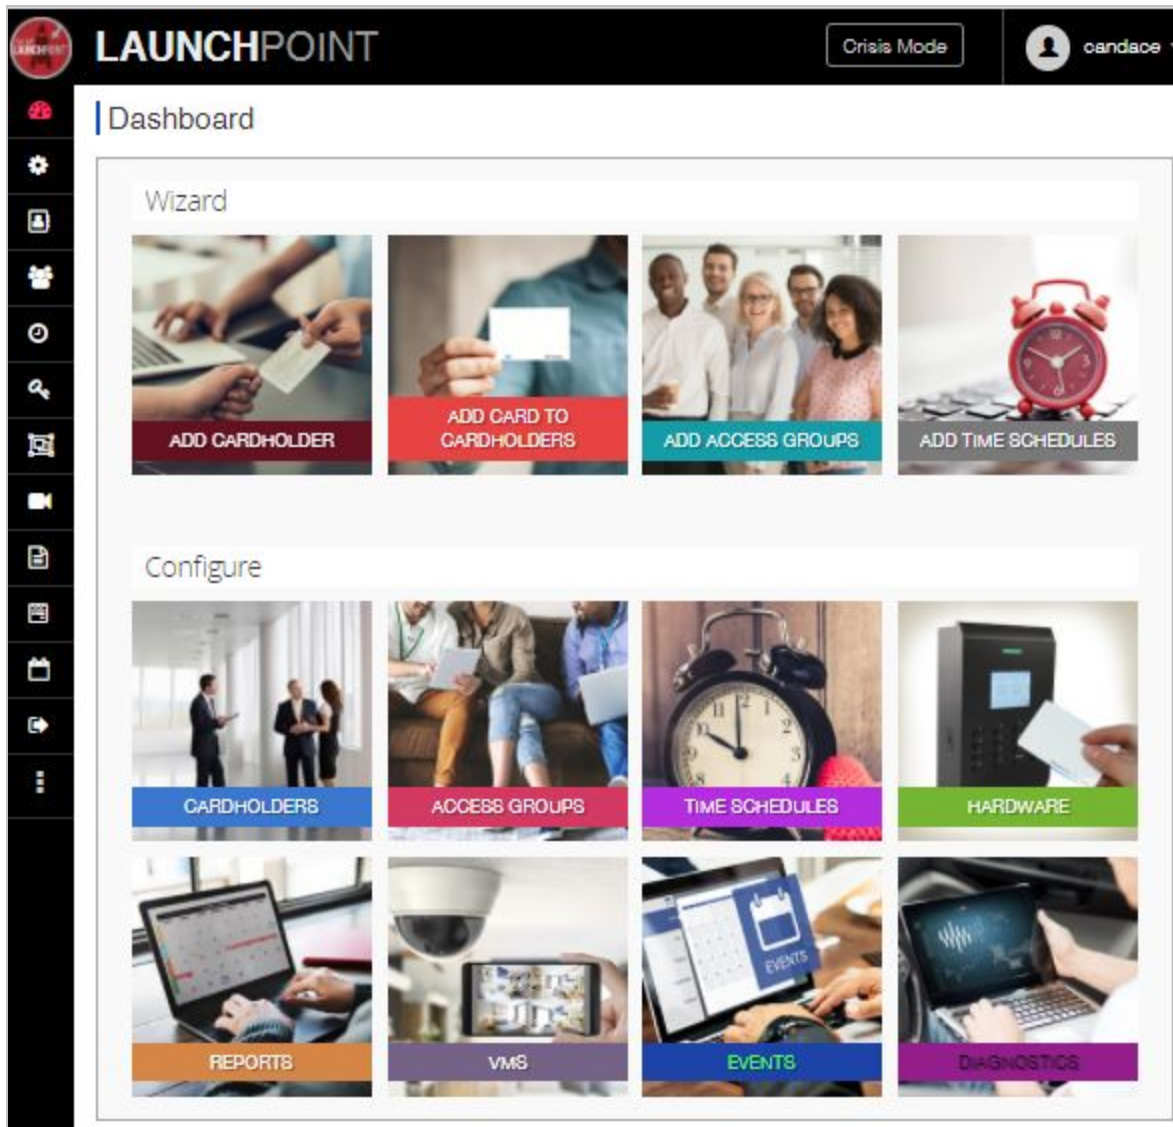 LAUNCHPOINT
Crisis Mode
candace
Dashboard
Wizard
ADD CARDHOLDER
ADD CARD TO
CARDHOLDERS
ADD ACCESS GROUPS
ADD TIME SCHEDULES
Configure
CARDHOLDERS
ACCESS GROUPS
TIME SCHEDULES
HARDWARE
EVENTS
REPORTS
VMS
EVENTS
DIAGNOSTICS